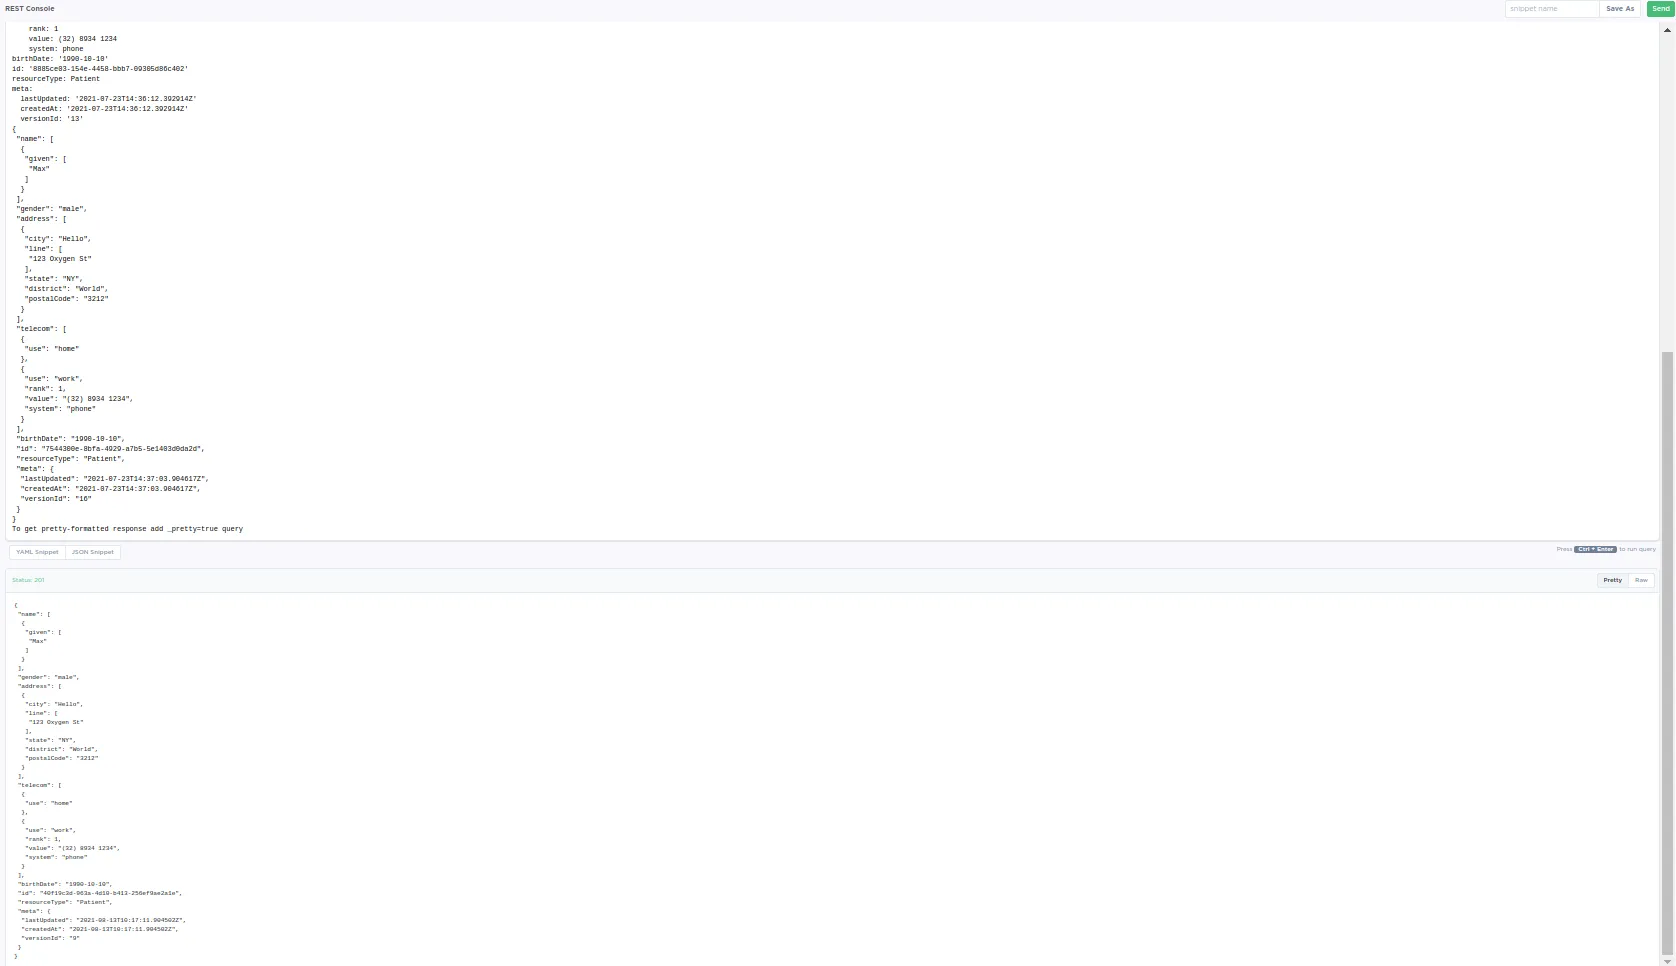 REST Console
snippet name
Save As
Send
rank: 1
value: (32) 8934 1234
system: phone
birthDate: '1990-10-10'
id: '8085ce03-154e-4458-bbb7-09305d86c402'
resourceType: Patient
meta:
lastUpdated: '2021-07-23T14:36:12.392914Z'
createdAt: '2021-07-23T14:36:12.392914Z'
versionId: '13'
{
"name": [
{
"given": [
"Max"
]
}
],
"gender": "male",
"address": [
{
"city": "Hello",
"line": [
"123 Oxygen St"
],
"state": "NY",
"district": "World",
"postalCode": "3212"
}
],
"telecom": [
{
"use": "home"
},
{
"use": "work",
"rank": 1,
"value": "(32) 8934 1234",
"system": "phone"
}
],
"birthDate": "1990-10-10",
"id": "7544300e-8bfa-4929-a7b5-5e1403d0da2d",
"resourceType": "Patient",
"meta": {
"lastUpdated": "2021-07-23T14:37:03.904617Z",
"createdAt": "2021-07-23T14:37:03.904617Z",
"versionId": "16"
}
}
To get pretty-formatted response add _pretty=true query
YAML Snippet
JSON Snippet
Press Ctrl + Enter to run query
Status: 201
Pretty
Raw
{
"name": [
{
"given": [
"Max"
]
}
],
"gender": "male",
"address": [
{
"city": "Hello",
"line": [
"123 Oxygen St"
],
"state": "NY",
"district": "World",
"postalCode": "3212"
}
],
"telecom": [
{
"use": "home"
},
{
"use": "work",
"rank": 1,
"value": "(32) 8934 1234",
"system": "phone"
}
],
"birthDate": "1990-10-10",
"id": "40f19c3d-963a-4d10-b413-256ef9ae2a1e",
"resourceType": "Patient",
"meta": {
"lastUpdated": "2021-08-13T10:17:11.904502Z",
"createdAt": "2021-08-13T10:17:11.904502Z",
"versionId": "9"
}
}